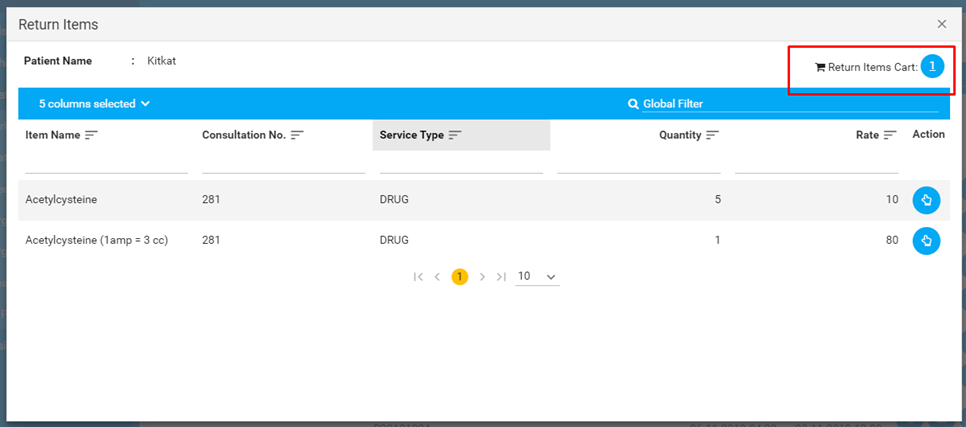 Return Items
Patient Name : Kitkat
Return Items Cart: 1
5 columns selected
Global Filter
Item Name Consultation No. Service Type Quantity Rate Action
Acetylcysteine 281 DRUG 5 10
Acetylcysteine (1amp = 3 cc) 281 DRUG 1 80
1 10